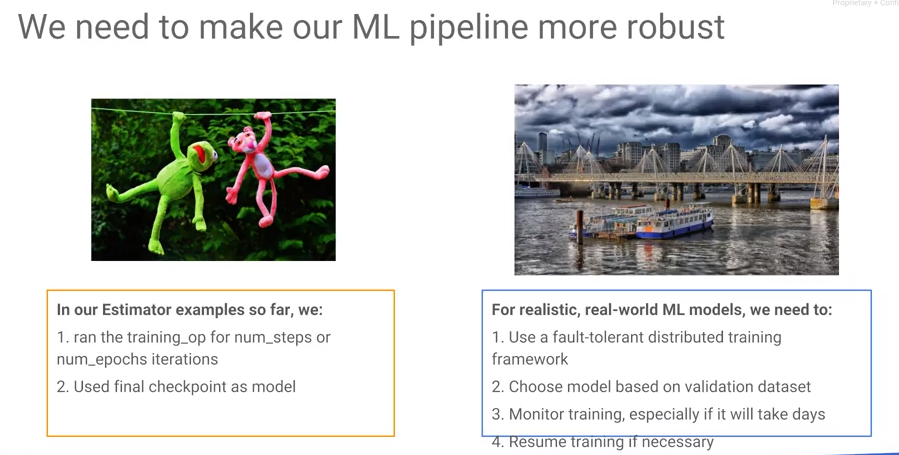 Proprietary + Conf
We need to make our ML pipeline more robust
In our Estimator examples so far, we:
1. ran the training_op for num_steps or
num_epochs iterations
2. Used final checkpoint as model
For realistic, real-world ML models, we need to:
1. Use a fault-tolerant distributed training
framework
2. Choose model based on validation dataset
3. Monitor training, especially if it will take days
4. Resume training if necessary